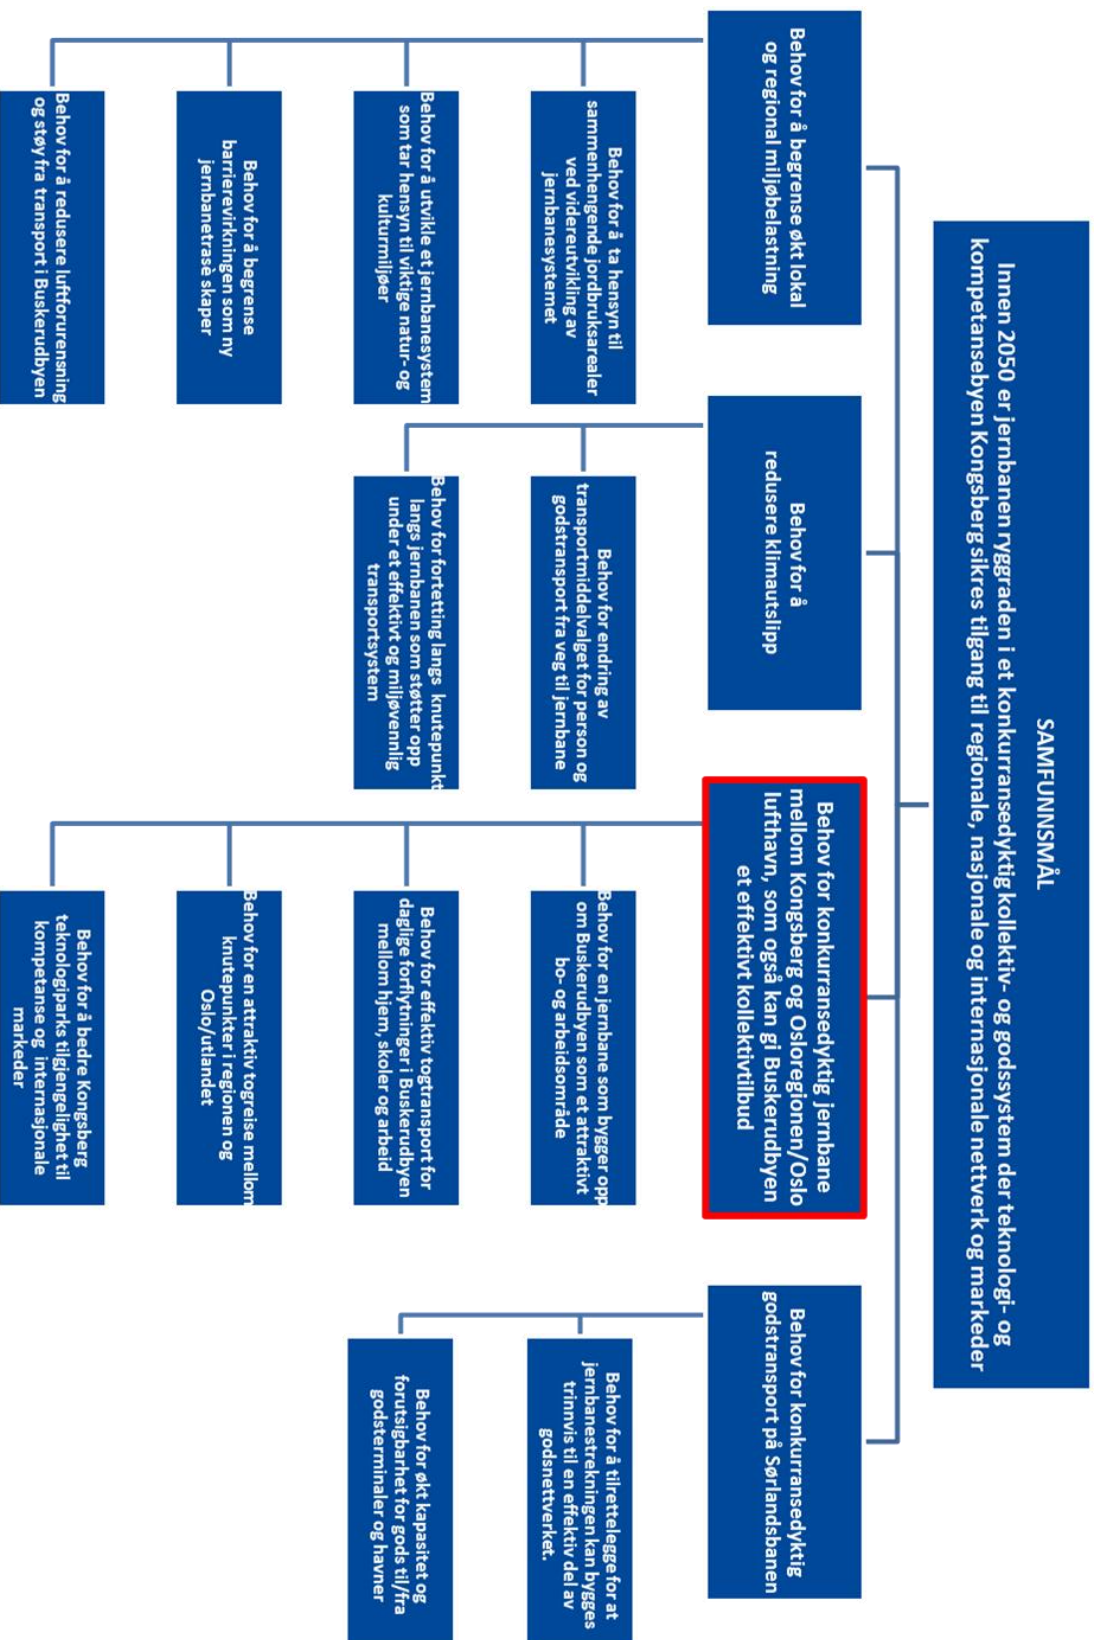 SAMFUNNSMÅL
Innen 2050 er jernbanen ryggraden i et konkurransedyktig kollektiv- og godssystem der teknologi- og
kompetansebyen Kongsberg sikres tilgang til regionale, nasjonale og internasjonale nettverk og markeder
Behov for å begrense økt lokal
og regional miljøbelastning
Behov for å ta hensyn til
sammenhengende jordbruksarealer
ved videreutvikling av
jernbanesystemet
Behov for å utvikle et jernbanesystem
som tar hensyn til viktige natur- og
kulturmiljøer
Behov for å begrense
barrierevirkningen som ny
jernbanetrasè skaper
Behov for å redusere luftforurensning
og støy fra transport i Buskerudbyen
Behov for å
redusere klimautslipp
Behov for endring av
transportmiddelvalget for person og
godstransport fra veg til jernbane
Behov for fortetting langs knutepunkt
langs jernbanen som støtter opp
under et effektivt og miljøvennlig
transportsystem
Behov for konkurransedyktig jernbane
mellom Kongsberg og Osloregionen/Oslo
lufthavn, som også kan gi Buskerudbyen
et effektivt kollektivtilbud
Behov for en jernbane som bygger opp
om Buskerudbyen som et attraktivt
bo- og arbeidsområde
Behov for effektiv togtransport for
daglige forflytninger i Buskerudbyen
mellom hjem, skoler og arbeid
Behov for en attraktiv togreise mellom
knutepunkter i regionen og
Oslo/utlandet
Behov for å bedre Kongsberg
teknologiparks tilgjengelighet til
kompetanse og internasjonale
markeder
Behov for konkurransedyktig
godstransport på Sørlandsbanen
Behov for å tilrettelegge for at
jernbanestrekningen kan bygges
trinnvis til en effektiv del av
godsnettverket.
Behov for økt kapasitet og
forutsigbarhet for gods til/fra
godsterminaler og havner